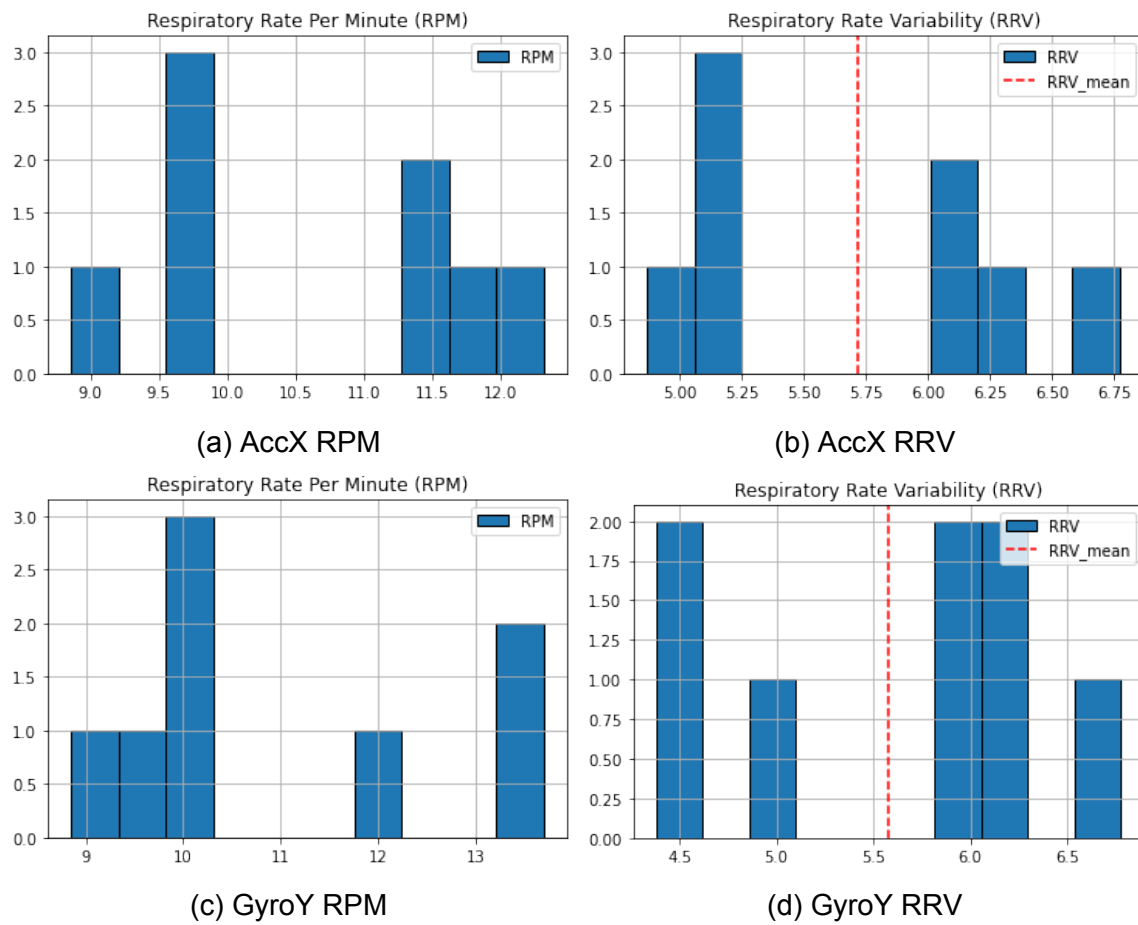 Respiratory Rate Per Minute (RPM)
RPM
3.0
2.5
2.0
1.5
1.0
0.5
0.0
9.0 9.5 10.0 10.5 11.0 11.5 12.0
(a) AccX RPM
Respiratory Rate Variability (RRV)
RRV
RRV_mean
3.0
2.5
2.0
1.5
1.0
0.5
0.0
5.00 5.25 5.50 5.75 6.00 6.25 6.50 6.75
(b) AccX RRV
Respiratory Rate Per Minute (RPM)
RPM
3.0
2.5
2.0
1.5
1.0
0.5
0.0
9 10 11 12 13
(c) GyroY RPM
Respiratory Rate Variability (RRV)
RRV
RRV_mean
2.00
1.75
1.50
1.25
1.00
0.75
0.50
0.25
0.00
4.5 5.0 5.5 6.0 6.5
(d) GyroY RRV